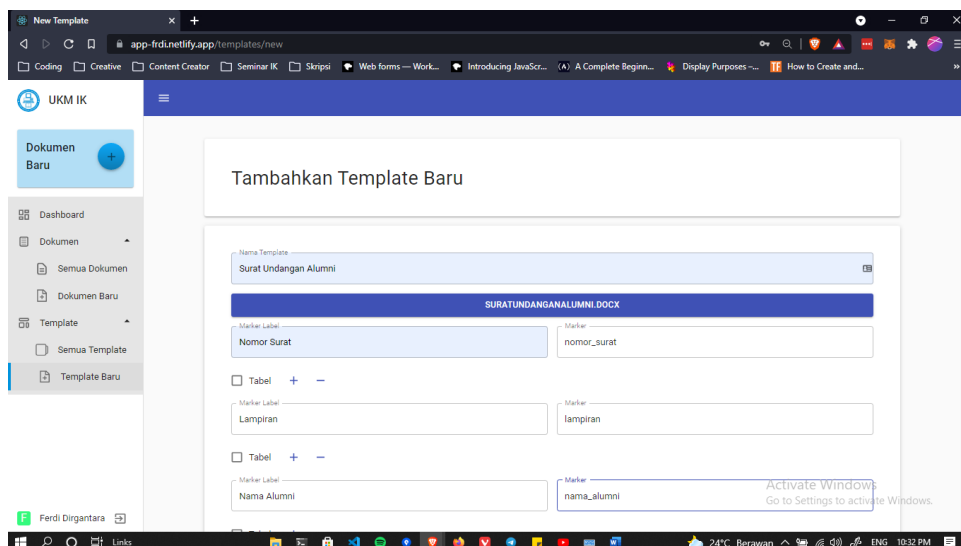 New Template
app-frdi.netlify.app/templates/new
Coding Creative Content Creator Seminar IK Skripsi Web forms — Work... Introducing JavaScr... A Complete Beginn... Display Purposes –... How to Create and... »
UKM IK
Dokumen
Baru
Tambahkan Template Baru
Dashboard
Dokumen
Semua Dokumen
Dokumen Baru
Template
Semua Template
Template Baru
Nama Template
Surat Undangan Alumni
SURATUNDANGANALUMNI.DOCX
Marker Label Marker
Nomor Surat nomor_surat
Tabel + −
Marker Label Marker
Lampiran lampiran
Tabel + −
Marker Label Marker
Nama Alumni nama_alumni
Activate Windows
Go to Settings to activate Windows.
F Ferdi Dirgantara
Links 24°C Berawan ENG 10:32 PM